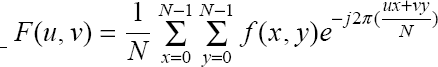 _ F(u, v) = \frac{1}{N} \sum_{x=0}^{N-1} \sum_{y=0}^{N-1} f(x, y) e^{-j2\pi(\frac{ux+vy}{N})}